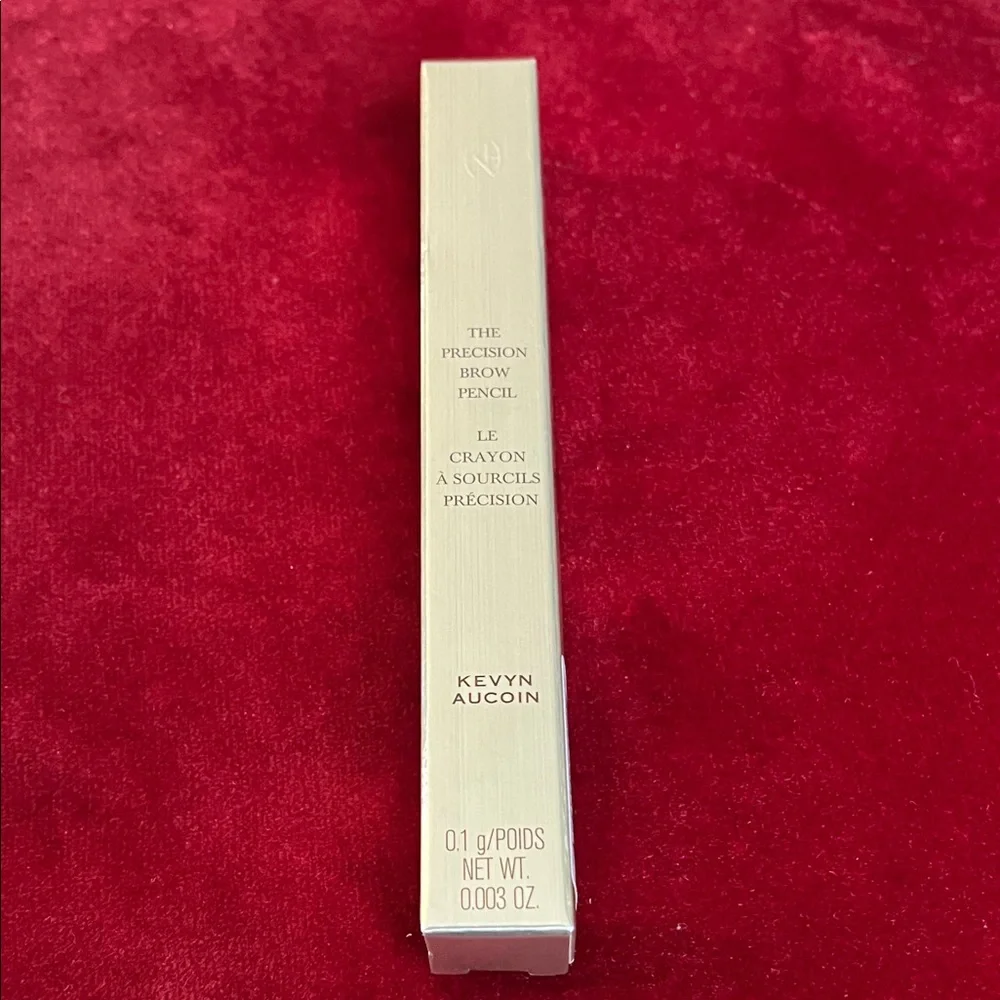 THE
PRECISION
BROW
PENCIL
LE
CRAYON
À SOURCILS
PRÉCISION
KEVYN
AUCOIN
0.1 g/POIDS
NET WT.
0.003 OZ.